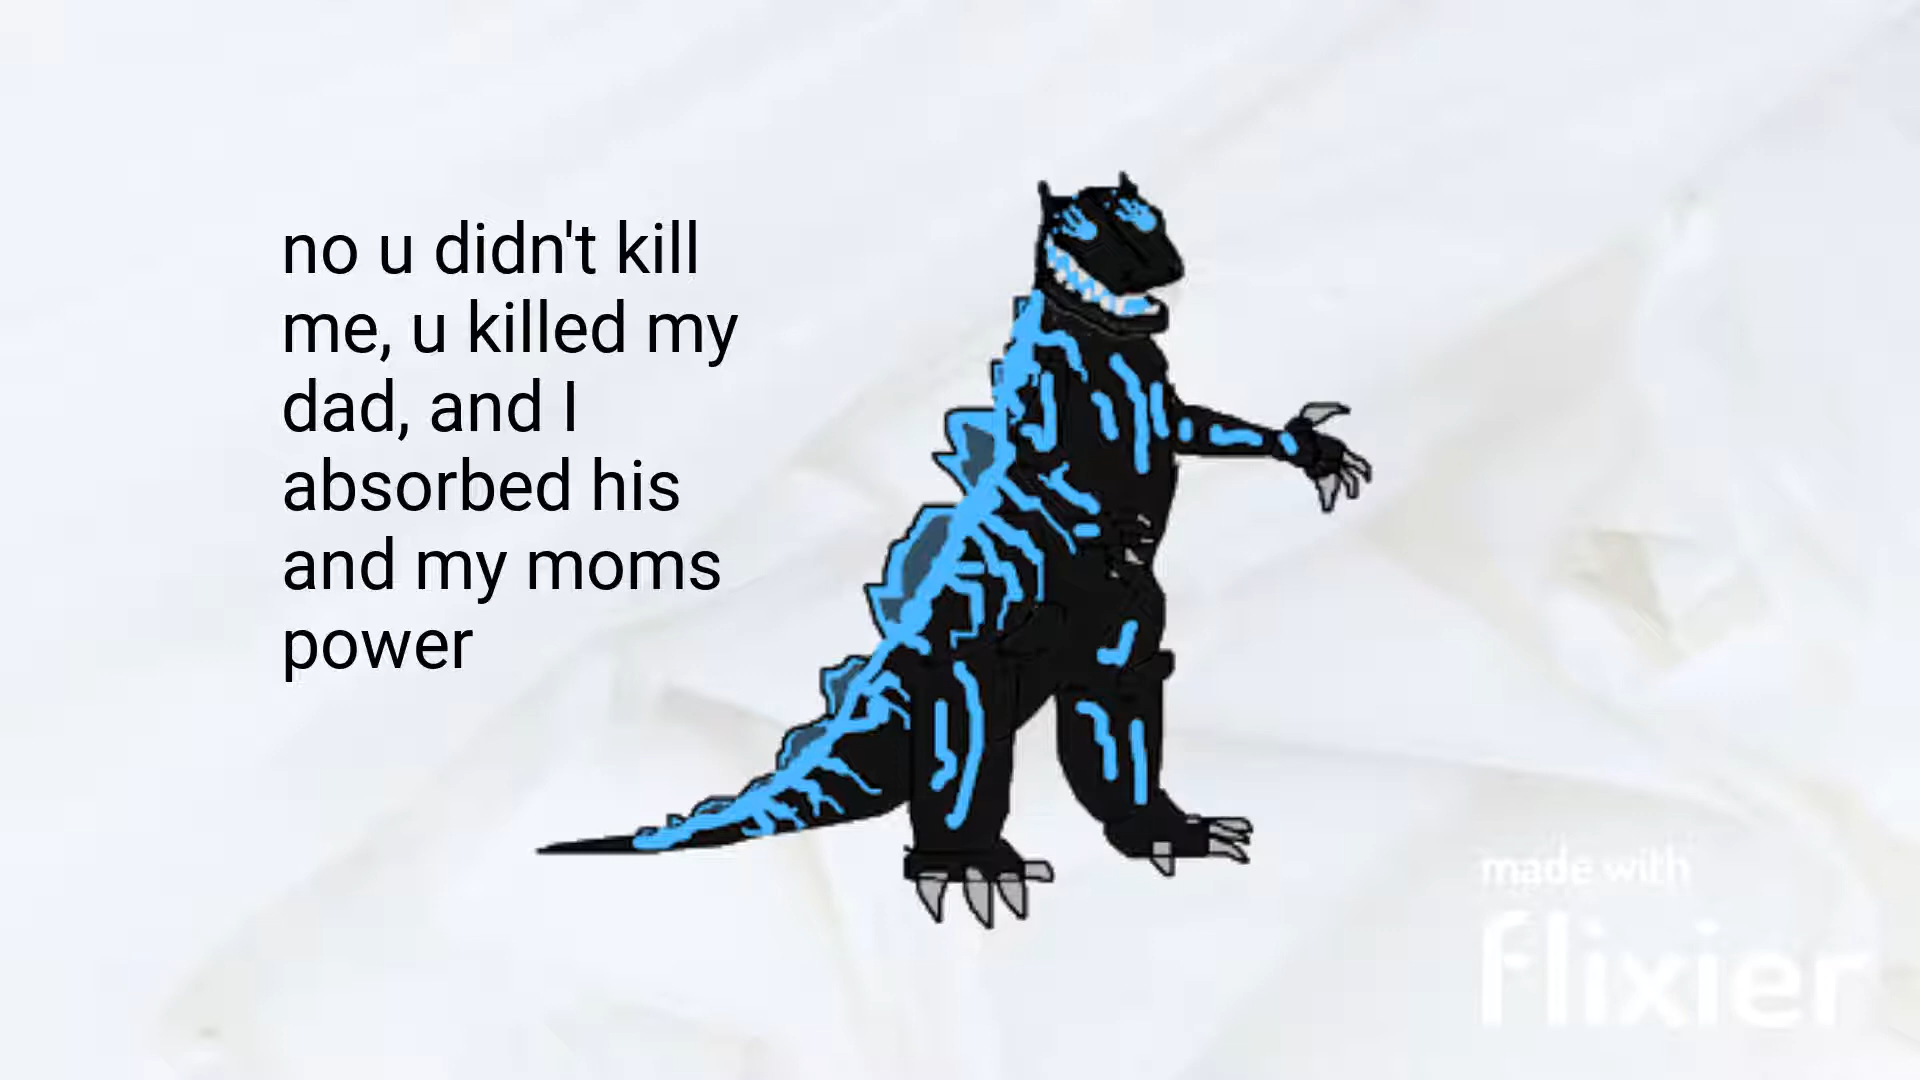 no u didn't kill
me, u killed my
dad, and I
absorbed his
and my moms
power
made with
flixier